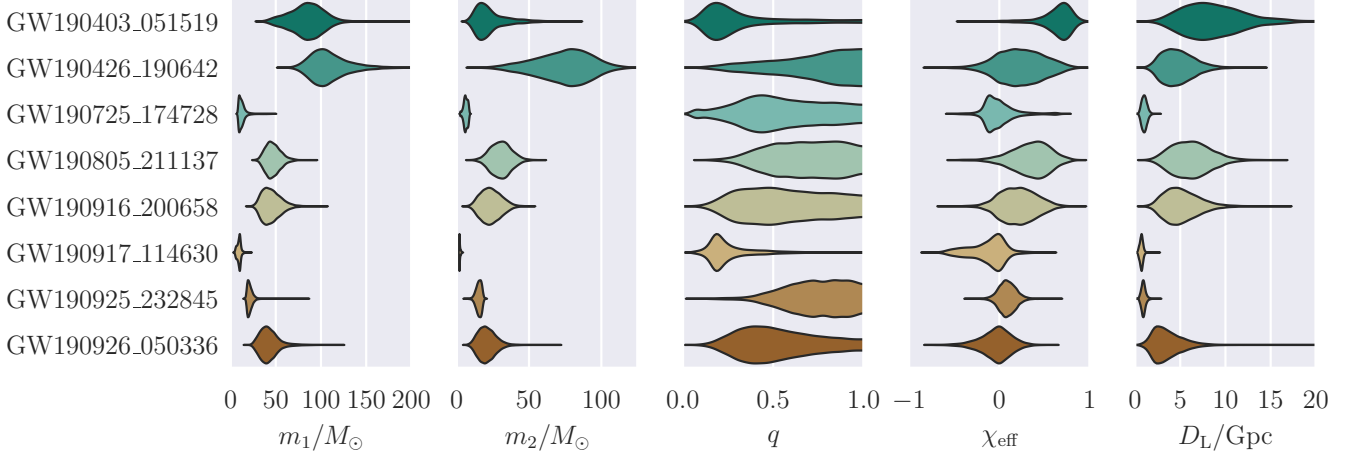 GW190403_051519
GW190426_190642
GW190725_174728
GW190805_211137
GW190916_200658
GW190917_114630
GW190925_232845
GW190926_050336
0 50 100 150 200 0 50 100 0.0 0.5 1.0 −1 0 1 0 5 10 15 20
m₁/M⊙ m₂/M⊙ q χeff D_L/Gpc